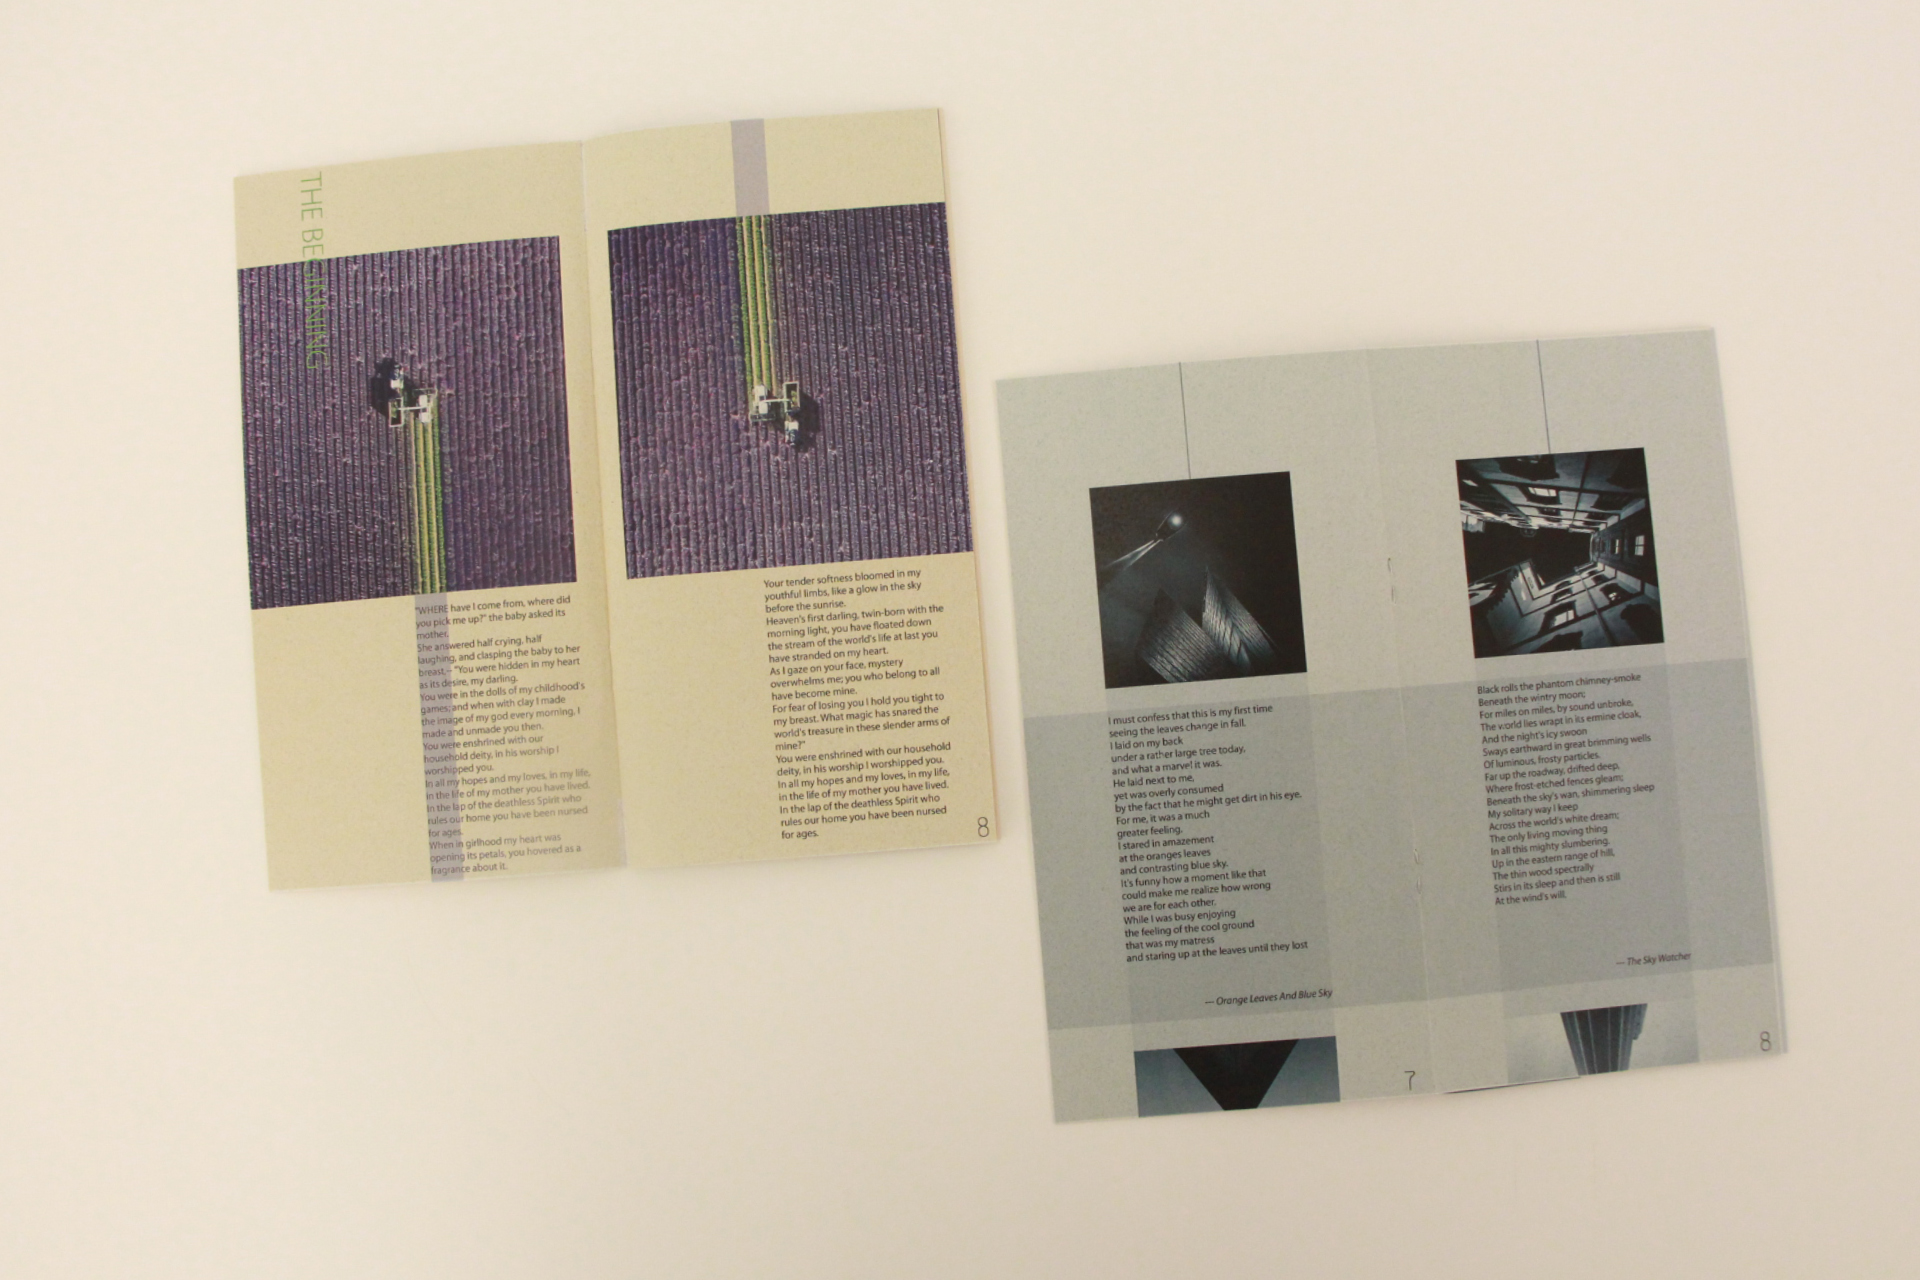 THE BEGINNING
"WHERE have I come from, where did
you pick me up?" the baby asked its
mother.
She answered half crying, half
laughing, and clasping the baby to her
breast,— "You were hidden in my heart
as its desire, my darling.
You were in the dolls of my childhood's
games; and when with clay I made
the image of my god every morning, I
made and unmade you then.
You were enshrined with our
household deity, in his worship I
worshipped you.
In all my hopes and my loves, in my life,
in the life of my mother you have lived.
In the lap of the deathless Spirit who
rules our home you have been nursed
for ages.
When in girlhood my heart was
opening its petals, you hovered as a
fragrance about it.
Your tender softness bloomed in my
youthful limbs, like a glow in the sky
before the sunrise.
Heaven's first darling, twin-born with the
morning light, you have floated down
the stream of the world's life at last you
have stranded on my heart.
As I gaze on your face, mystery
overwhelms me; you who belong to all
have become mine.
For fear of losing you I hold you tight to
my breast. What magic has snared the
world's treasure in these slender arms of
mine?"
You were enshrined with our household
deity, in his worship I worshipped you.
In all my hopes and my loves, in my life,
in the life of my mother you have lived.
In the lap of the deathless Spirit who
rules our home you have been nursed
for ages.
8
I must confess that this is my first time
seeing the leaves change in fall.
I laid on my back
under a rather large tree today,
and what a marvel it was.
He laid next to me,
yet was overly consumed
by the fact that he might get dirt in his eye.
For me, it was a much
greater feeling.
I stared in amazement
at the oranges leaves
and contrasting blue sky.
It's funny how a moment like that
could make me realize how wrong
we are for each other.
While I was busy enjoying
the feeling of the cool ground
that was my matress
and staring up at the leaves until they lost
— Orange Leaves And Blue Sky
7
Black rolls the phantom chimney-smoke
Beneath the wintry moon;
For miles on miles, by sound unbroke,
The world lies wrapt in its ermine cloak,
And the night's icy swoon
Sways earthward in great brimming wells
Of luminous, frosty particles.
Far up the roadway, drifted deep,
Where frost-etched fences gleam;
Beneath the sky's wan, shimmering sleep
My solitary way I keep
Across the world's white dream;
The only living moving thing
In all this mighty slumbering.
Up in the eastern range of hill,
The thin wood spectrally
Stirs in its sleep and then is still
At the wind's will.
— The Sky Watcher
8